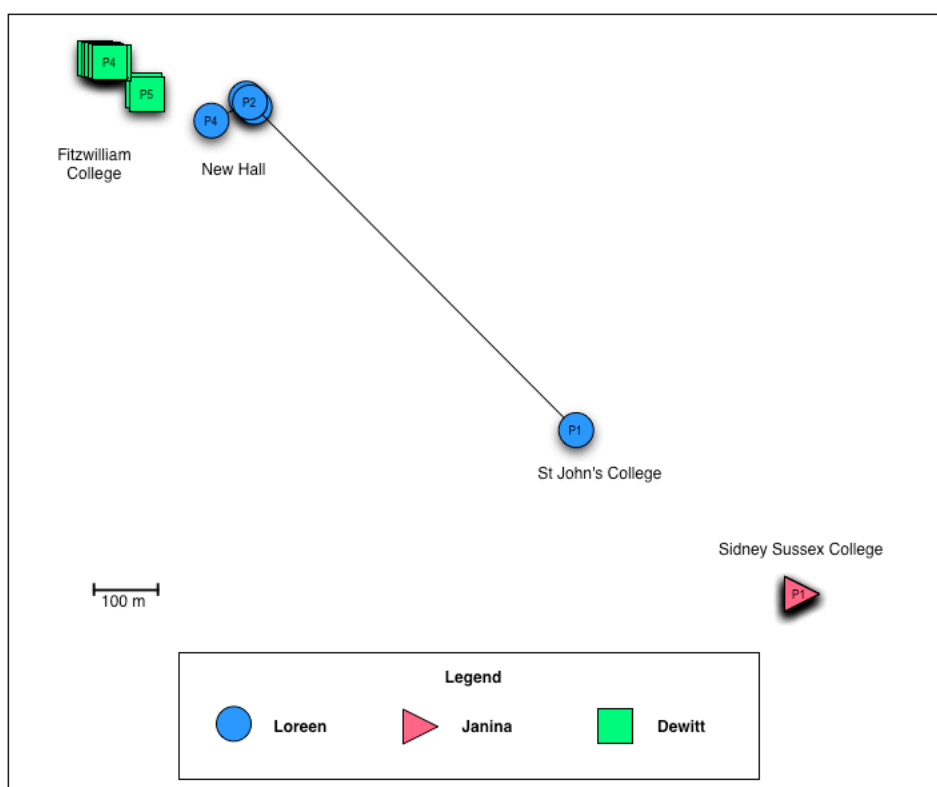 P4
P5
P2
P4
Fitzwilliam
College
New Hall
P1
St John's College
Sidney Sussex College
P1
100 m
Legend
Loreen
Janina
Dewitt